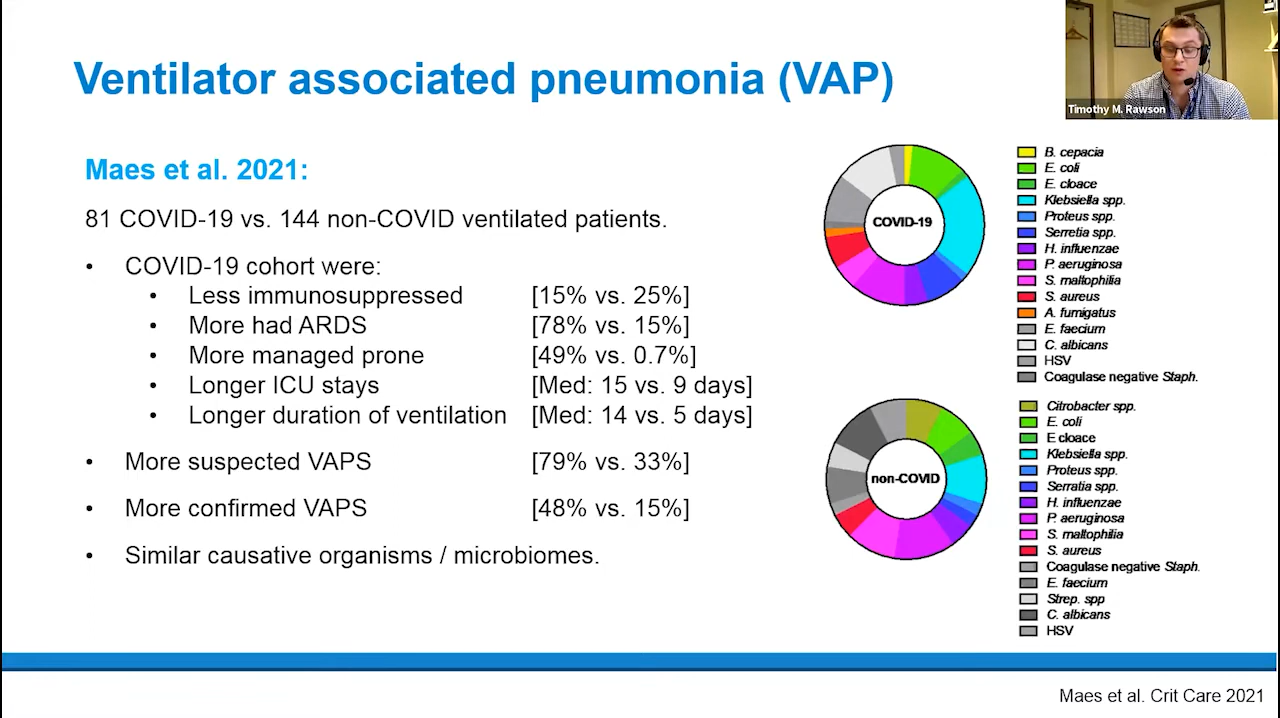 Ventilator associated pneumonia (VAP)
Timothy M. Rawson
Maes et al. 2021:
81 COVID-19 vs. 144 non-COVID ventilated patients.
• COVID-19 cohort were:
• Less immunosuppressed [15% vs. 25%]
• More had ARDS [78% vs. 15%]
• More managed prone [49% vs. 0.7%]
• Longer ICU stays [Med: 15 vs. 9 days]
• Longer duration of ventilation [Med: 14 vs. 5 days]
• More suspected VAPS [79% vs. 33%]
• More confirmed VAPS [48% vs. 15%]
• Similar causative organisms / microbiomes.
COVID-19
B. cepacia
E. coli
E. cloace
Klebsiella spp.
Proteus spp.
Serretia spp.
H. influenzae
P. aeruginosa
S. maltophilia
S. aureus
A. fumigatus
E. faecium
C. albicans
HSV
Coagulase negative Staph.
non-COVID
Citrobacter spp.
E. coli
E cloace
Klebsiella spp.
Proteus spp.
Serratia spp.
H. influenzae
P. aeruginosa
S. maltophilia
S. aureus
Coagulase negative Staph.
E. faecium
Strep. spp
C. albicans
HSV
Maes et al. Crit Care 2021